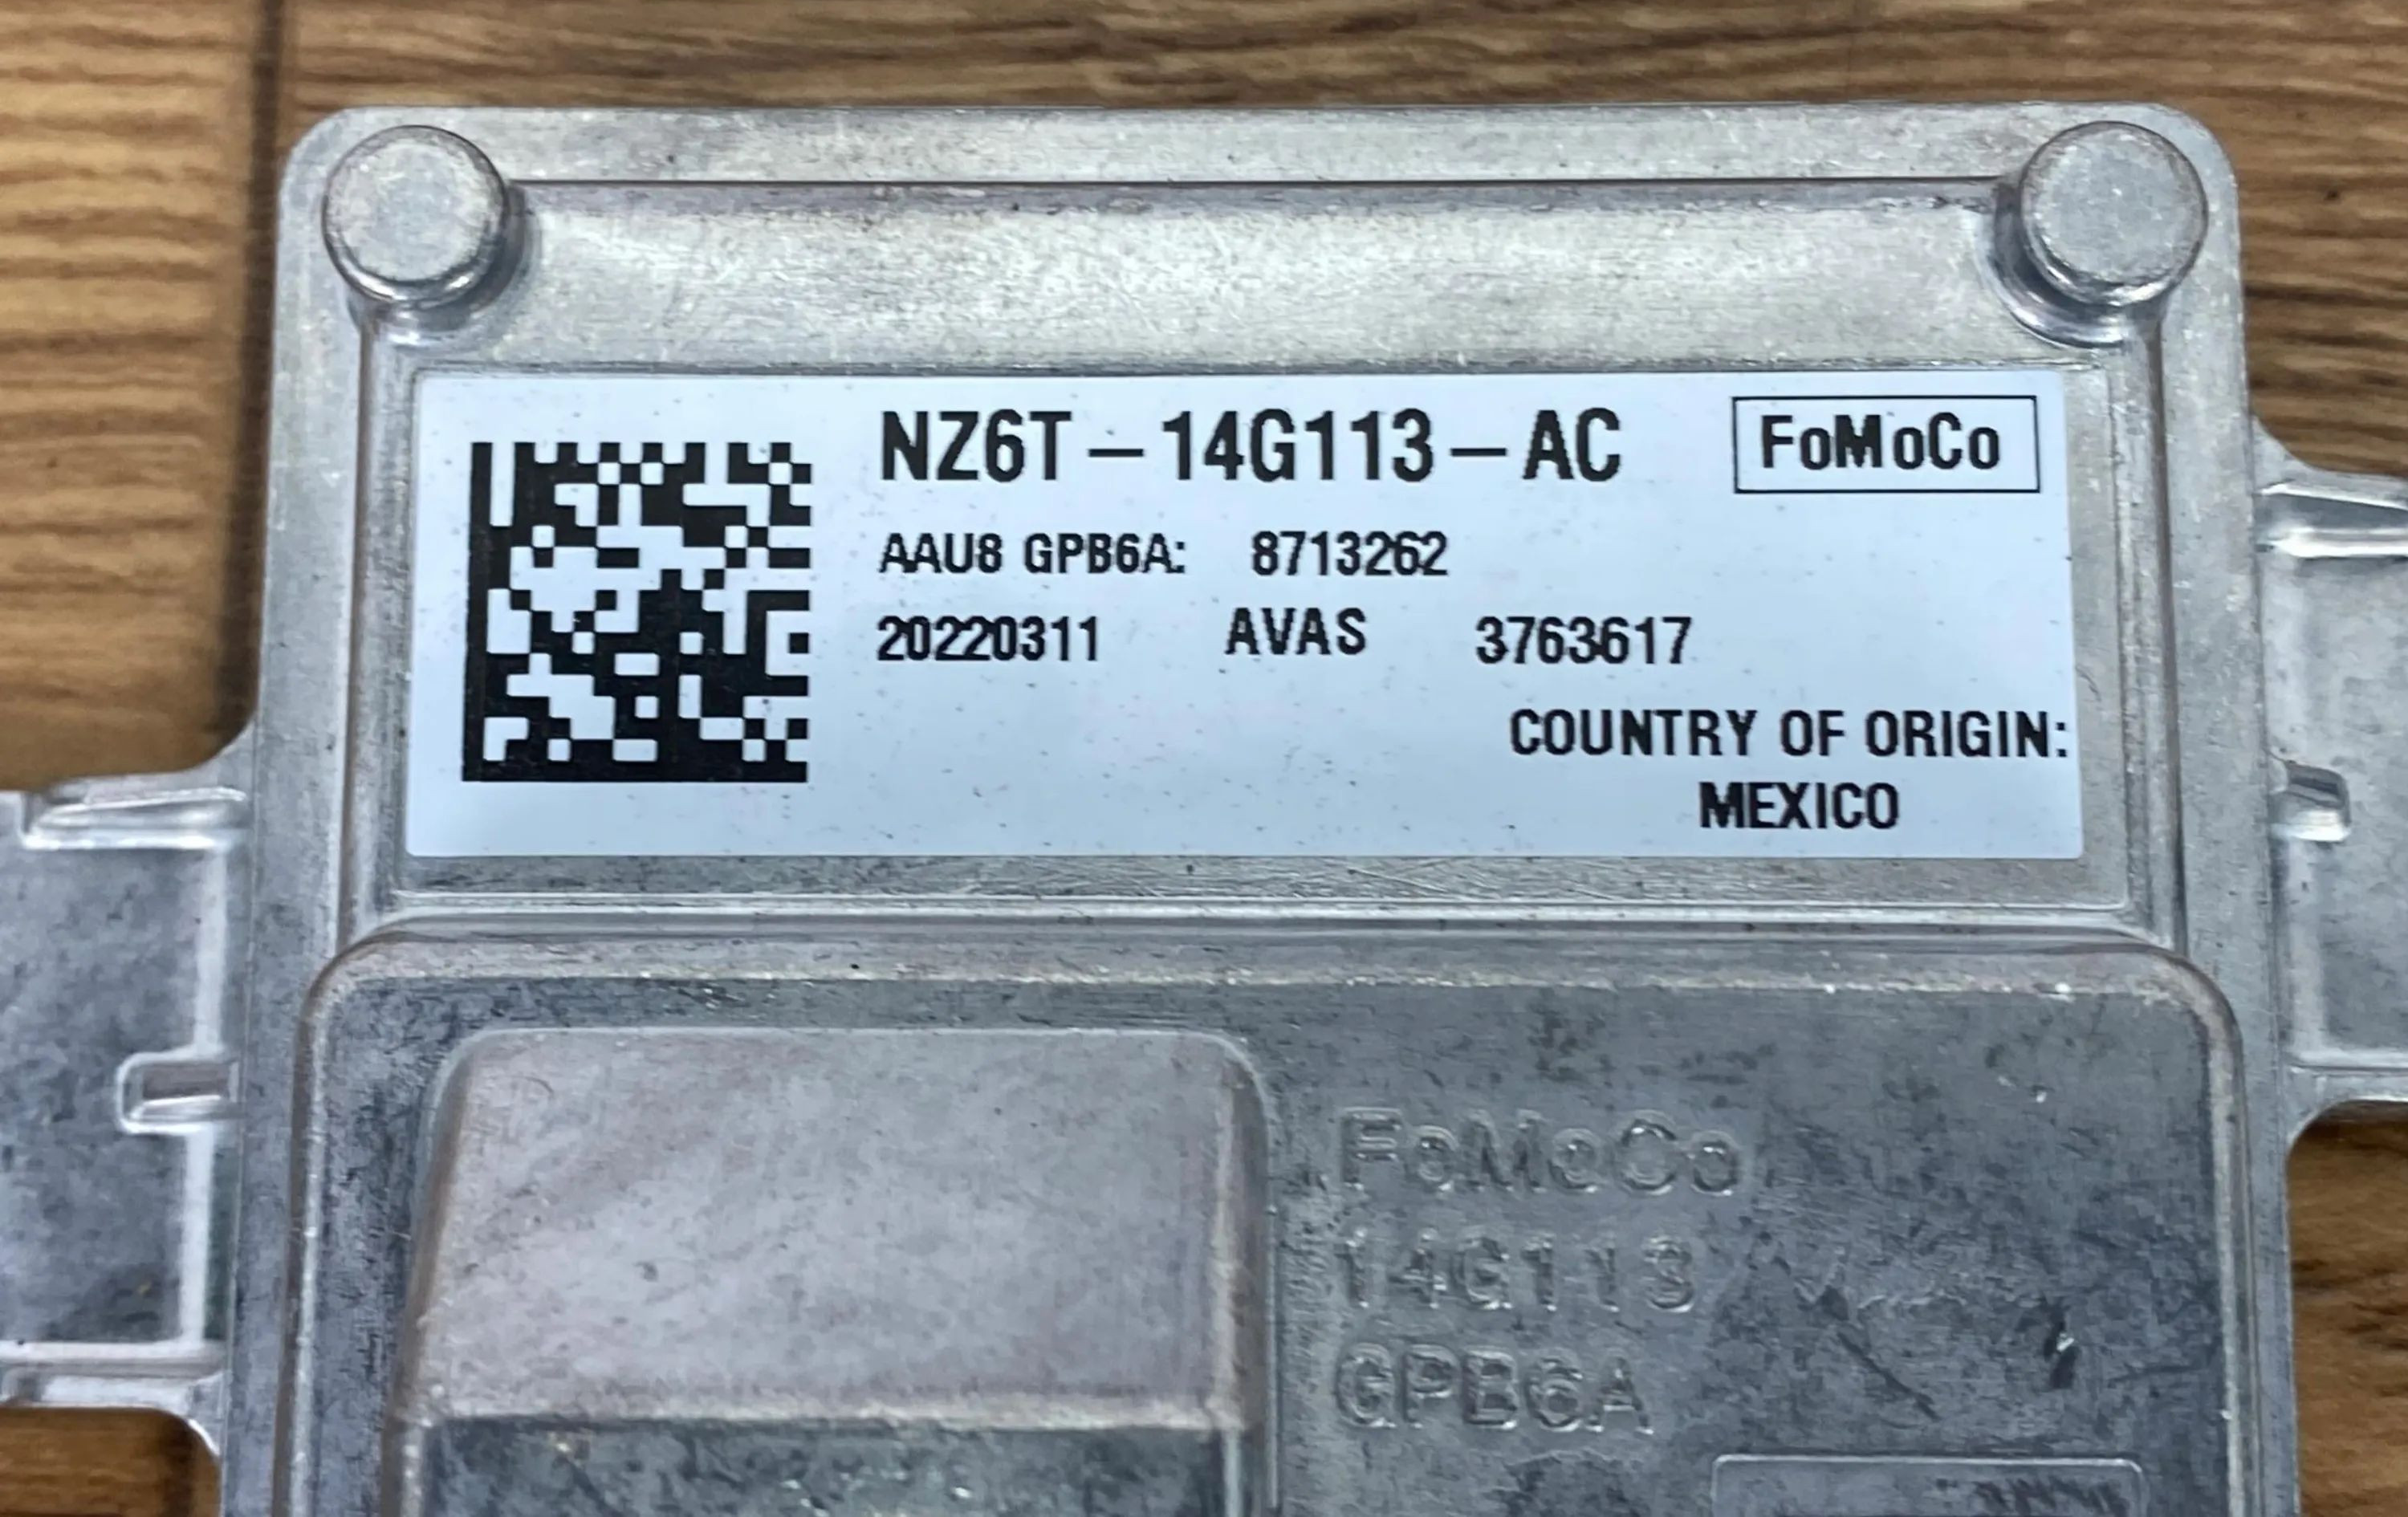 NZ6T-14G113-AC FoMoCo
AAU8 GPB6A: 8713262
20220311 AVAS 3763617
COUNTRY OF ORIGIN:
MEXICO
FoMoCo
14G113
GPB6A